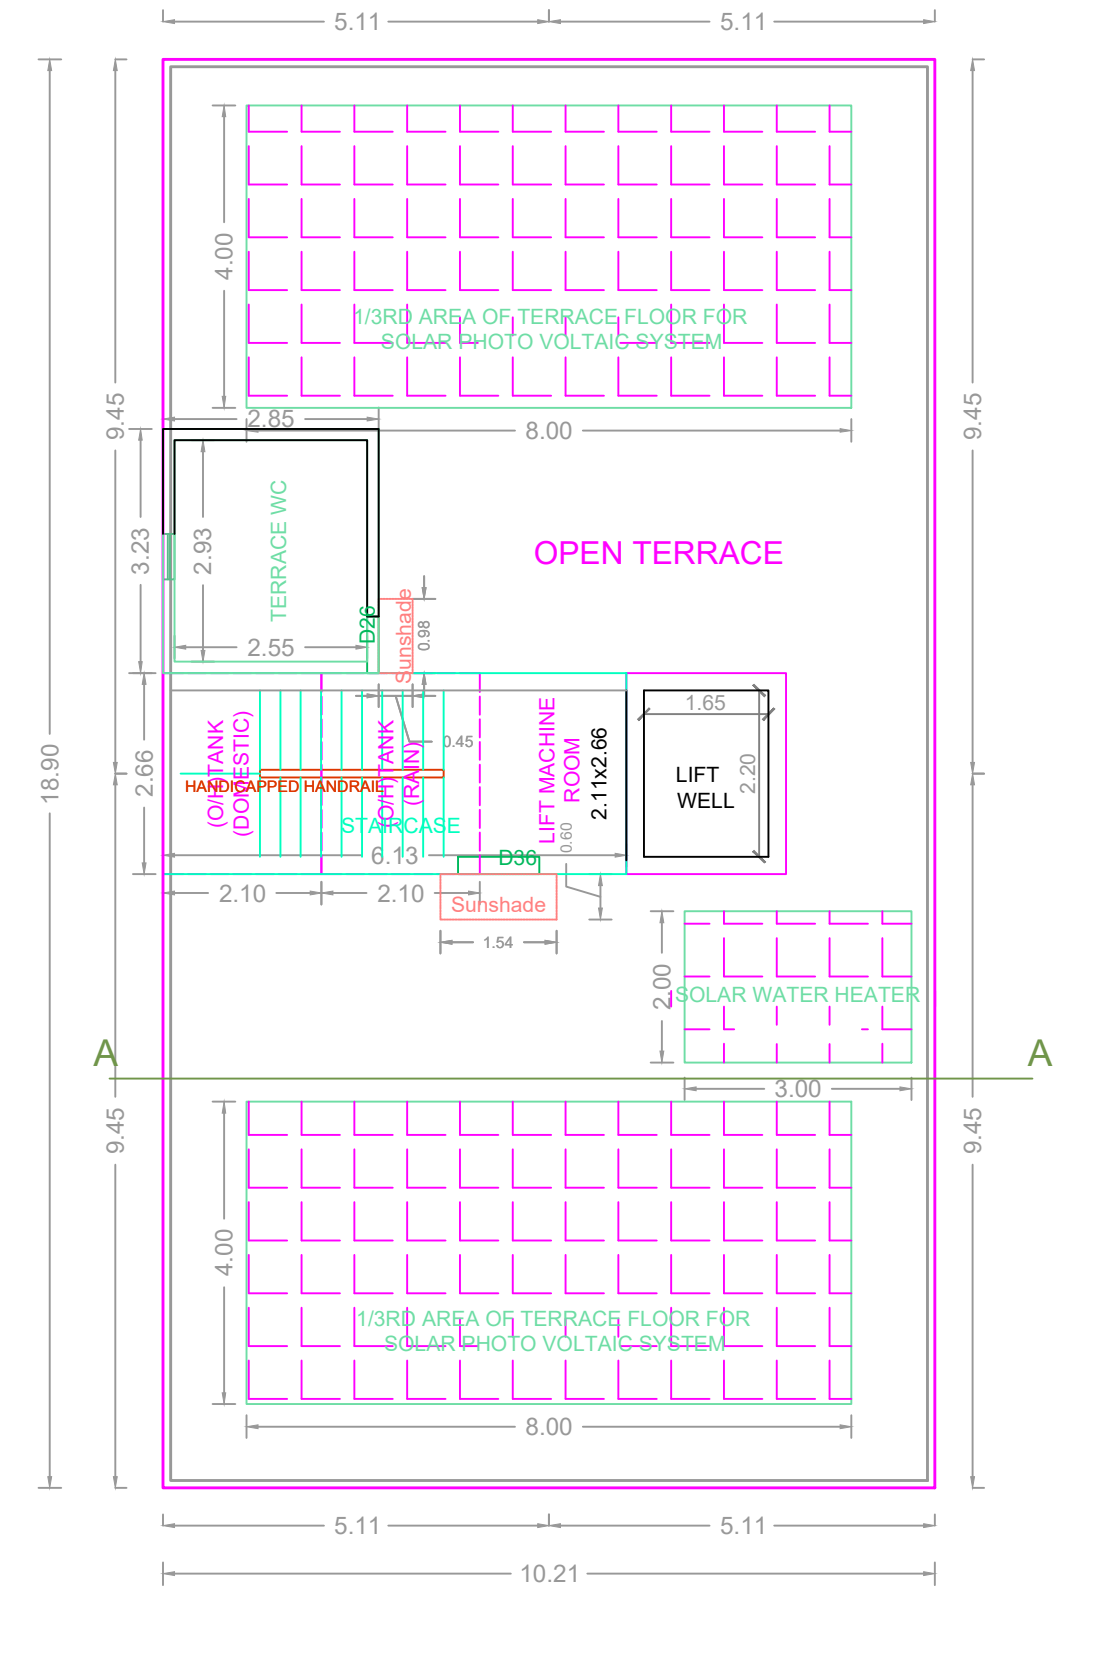 5.11
5.11
4.00
1/3RD AREA OF TERRACE FLOOR FOR
SOLAR PHOTO VOLTAIC SYSTEM
9.45
9.45
2.85
8.00
3.23
2.93
TERRACE WC
OPEN TERRACE
2.55
D26
Sunshade
0.98
18.90
2.66
(O/H)TANK
(DOMESTIC)
(O/H)TANK
(RAIN)
0.45
HANDICAPPED HANDRAIL
STAIRCASE
LIFT MACHINE
ROOM
2.11x2.66
1.65
2.20
LIFT
WELL
6.13
D36
0.60
2.10
2.10
Sunshade
1.54
2.00
SOLAR WATER HEATER
A
A
3.00
9.45
9.45
4.00
1/3RD AREA OF TERRACE FLOOR FOR
SOLAR PHOTO VOLTAIC SYSTEM
8.00
5.11
5.11
10.21